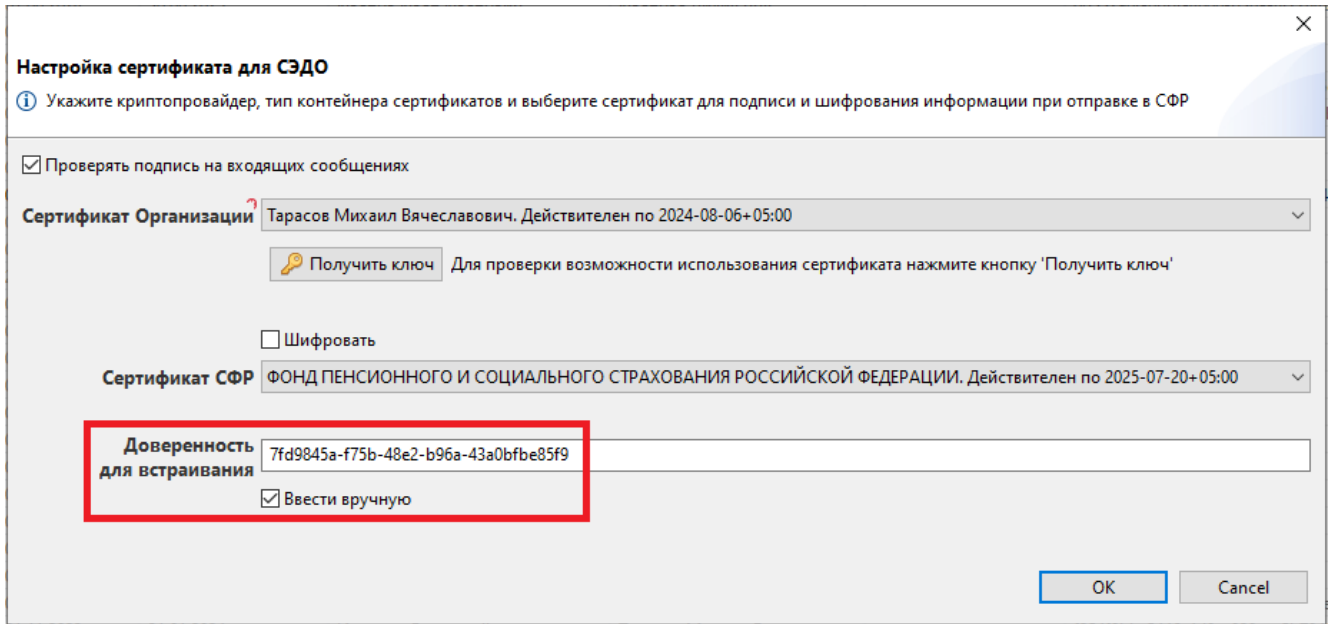 Настройка сертификата для СЭДО
Укажите криптопровайдер, тип контейнера сертификатов и выберите сертификат для подписи и шифрования информации при отправке в СФР
Проверять подпись на входящих сообщениях
Сертификат Организации Тарасов Михаил Вячеславович. Действителен по 2024-08-06+05:00
Получить ключ Для проверки возможности использования сертификата нажмите кнопку 'Получить ключ'
Шифровать
Сертификат СФР ФОНД ПЕНСИОННОГО И СОЦИАЛЬНОГО СТРАХОВАНИЯ РОССИЙСКОЙ ФЕДЕРАЦИИ. Действителен по 2025-07-20+05:00
Доверенность
для встраивания 7fd9845a-f75b-48e2-b96a-43a0bfbe85f9
Ввести вручную
OK Cancel